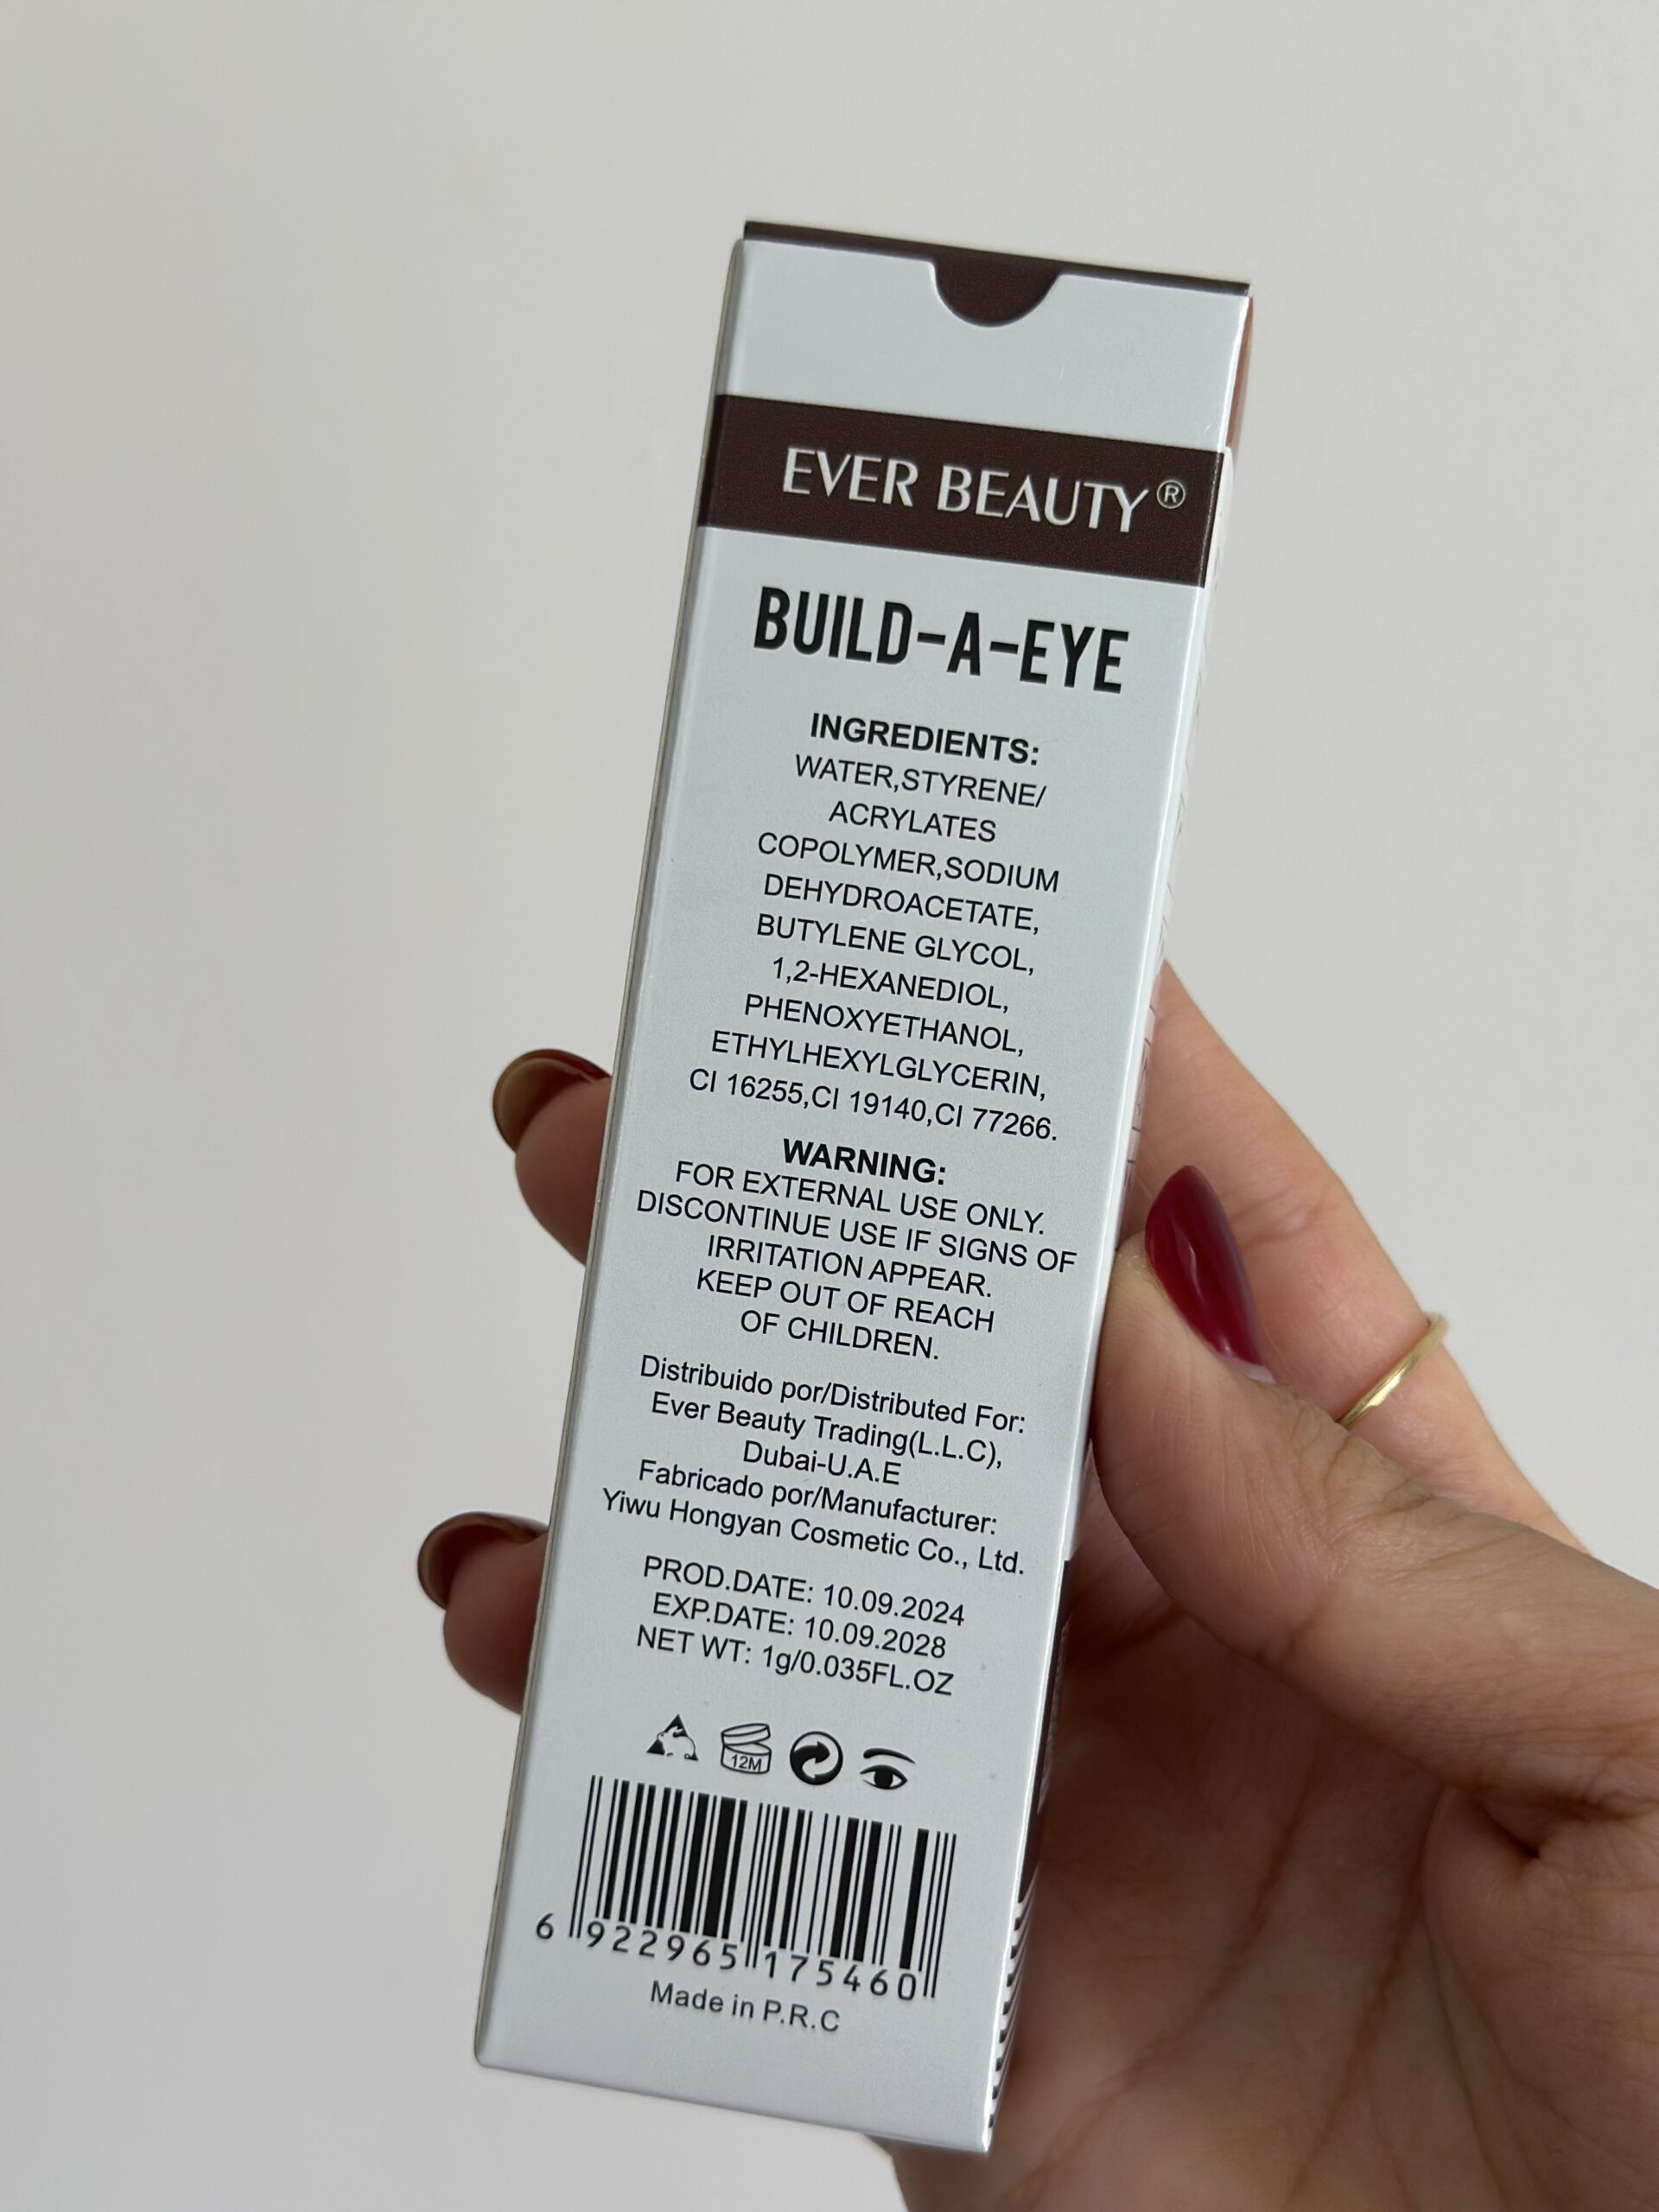 EVER BEAUTY®
BUILD-A-EYE
INGREDIENTS:
WATER,STYRENE/
ACRYLATES
COPOLYMER,SODIUM
DEHYDROACETATE,
BUTYLENE GLYCOL,
1,2-HEXANEDIOL,
PHENOXYETHANOL,
ETHYLHEXYLGLYCERIN,
CI 16255,CI 19140,CI 77266.
WARNING:
FOR EXTERNAL USE ONLY.
DISCONTINUE USE IF SIGNS OF
IRRITATION APPEAR.
KEEP OUT OF REACH
OF CHILDREN.
Distribuido por/Distributed For:
Ever Beauty Trading(L.L.C),
Dubai-U.A.E
Fabricado por/Manufacturer:
Yiwu Hongyan Cosmetic Co., Ltd.
PROD.DATE: 10.09.2024
EXP.DATE: 10.09.2028
NET WT: 1g/0.035FL.OZ
12M
6 922965 175460
Made in P.R.C